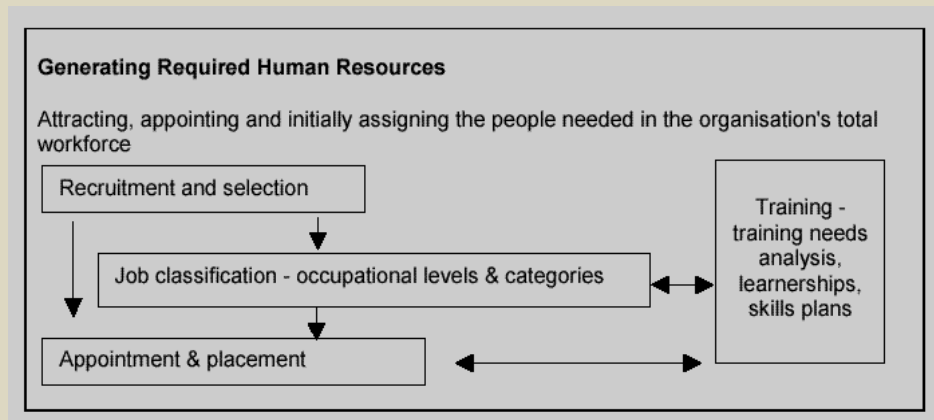 Generating Required Human Resources
Attracting, appointing and initially assigning the people needed in the organisation's total
workforce
Recruitment and selection
Job classification - occupational levels & categories
Appointment & placement
Training -
training needs
analysis,
learnerships,
skills plans